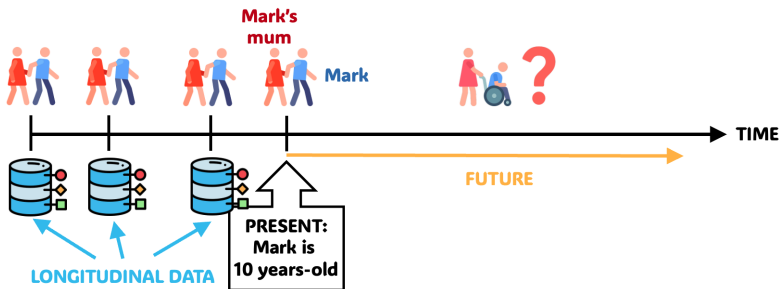 Mark's
mum
Mark
?
TIME
FUTURE
PRESENT:
Mark is
10 years-old
LONGITUDINAL DATA